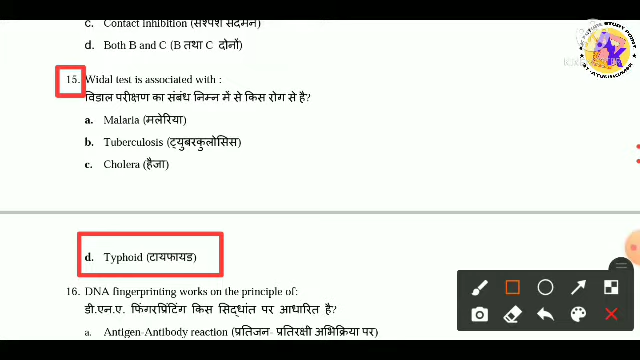 c. Contact Inhibition (संस्पर्श संदमन)
d. Both B and C (B तथा C दोनों)
15. Widal test is associated with :
विडाल परीक्षण का संबंध निम्न में से किस रोग से है?
a. Malaria (मलेरिया)
b. Tuberculosis (ट्युबरकुलोसिस)
c. Cholera (हैजा)
d. Typhoid (टायफायड)
16. DNA fingerprinting works on the principle of:
डी.एन.ए. फिंगरप्रिंटिंग किस सिद्धांत पर आधारित है?
a. Antigen-Antibody reaction (प्रतिजन- प्रतिरक्षी अभिक्रिया पर)